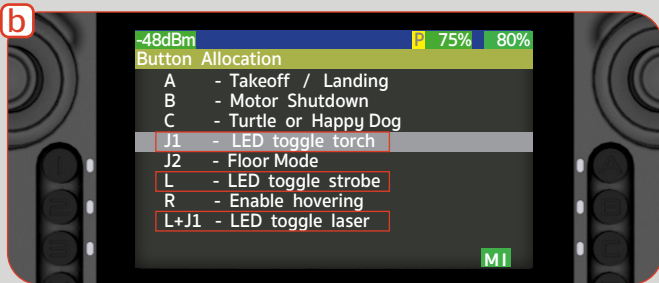 b
-48dBm P 75% 80%
Button Allocation
A - Takeoff / Landing
B - Motor Shutdown
C - Turtle or Happy Dog
J1 - LED toggle torch
J2 - Floor Mode
L - LED toggle strobe
R - Enable hovering
L+J1 - LED toggle laser
MI